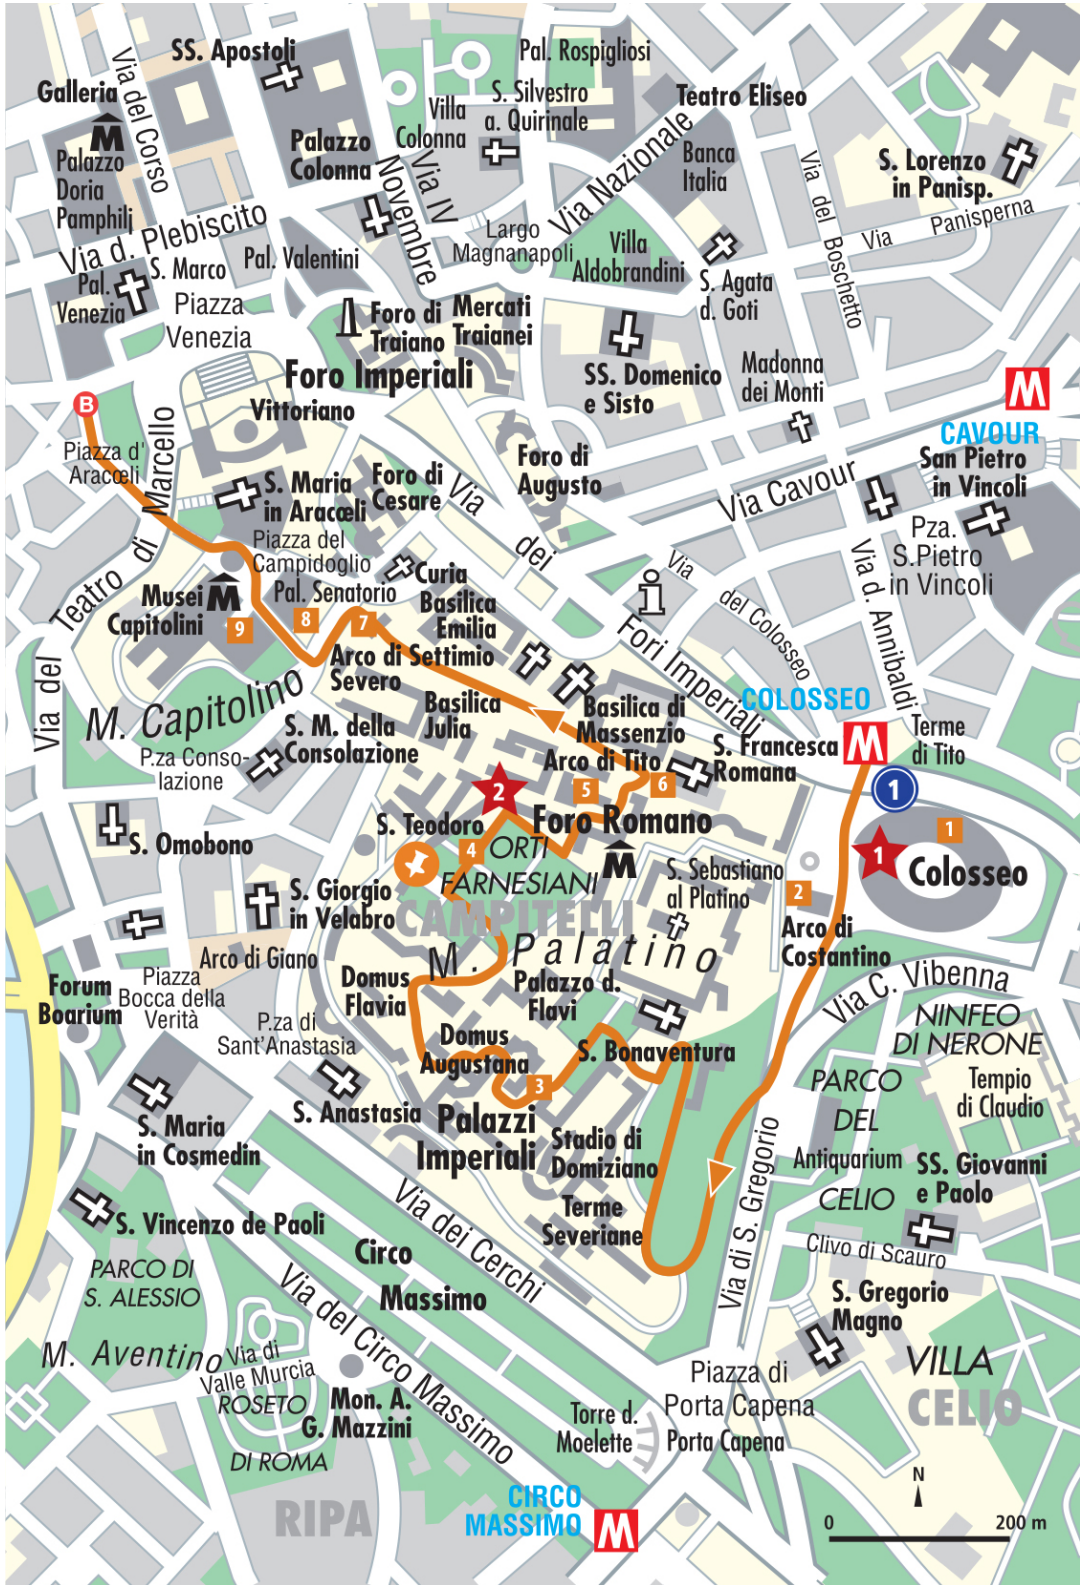 SS. Apostoli
Pal. Rospigliosi
Via del Corso
Galleria
M
Palazzo
Doria
Pamphilj
Palazzo
Colonna
Villa
Colonna
S. Silvestro
a. Quirinale
Teatro Eliseo
Via IV
Novembre
Via Nazionale
Banca
Italia
Via del Boschetto
S. Lorenzo
in Panisp.
Via Panisperna
Via d. Plebiscito
Largo
Magnanapoli
Villa
Aldobrandini
S. Agata
d. Goti
Pal.
Venezia
S. Marco
Pal. Valentini
Piazza
Venezia
Foro di
Traiano
Mercati
Traianei
Foro Imperiali
Vittoriano
SS. Domenico
e Sisto
Madonna
dei Monti
M
CAVOUR
B
Piazza d'
Aracœli
Via del Teatro di Marcello
S. Maria
in Aracœli
Foro di
Cesare
Foro di
Augusto
Via Cavour
San Pietro
in Vincoli
Pza.
S.Pietro
in Vincoli
Piazza del
Campidoglio
Via dei Fori Imperiali
Via del Colosseo
Via d. Annibaldi
i
Musei
Capitolini
M
Pal. Senatorio
9
8
7
Curia
Basilica
Emilia
Arco di Settimio
Severo
M. Capitolino
Basilica
Julia
Basilica di
Massenzio
COLOSSEO
M
Terme
di Tito
S. M. della
Consolazione
P.za Conso-
lazione
Arco di Tito
S. Francesca
Romana
2
5
6
1
1
S. Omobono
S. Teodoro
Foro Romano
M
4
ORTI
FARNESIANI
S. Sebastiano
al Platino
2
1
Colosseo
S. Giorgio
in Velabro
CAMPITELLI
M. Palatino
Arco di
Costantino
Arco di Giano
Forum
Boarium
Piazza
Bocca della
Verità
Domus
Flavia
Palazzo d.
Flavi
Via C. Vibenna
P.za di
Sant'Anastasia
Domus
Augustana
S. Bonaventura
NINFEO
DI NERONE
3
PARCO
DEL
CELIO
Tempio
di Claudio
S. Anastasia
Palazzi
Imperiali
S. Maria
in Cosmedin
Stadio di
Domiziano
Via di S. Gregorio
Antiquarium
SS. Giovanni
e Paolo
Terme
Severiane
S. Vincenzo de Paoli
Via dei Cerchi
Clivo di Scauro
PARCO DI
S. ALESSIO
Circo
Massimo
S. Gregorio
Magno
M. Aventino
Via di
Valle Murcia
Via del Circo Massimo
ROSETO
DI ROMA
Mon. A.
G. Mazzini
Piazza di
Porta Capena
VILLA
CELIO
Torre d.
Moelette
Porta Capena
RIPA
CIRCO
MASSIMO
M
N
0 200 m